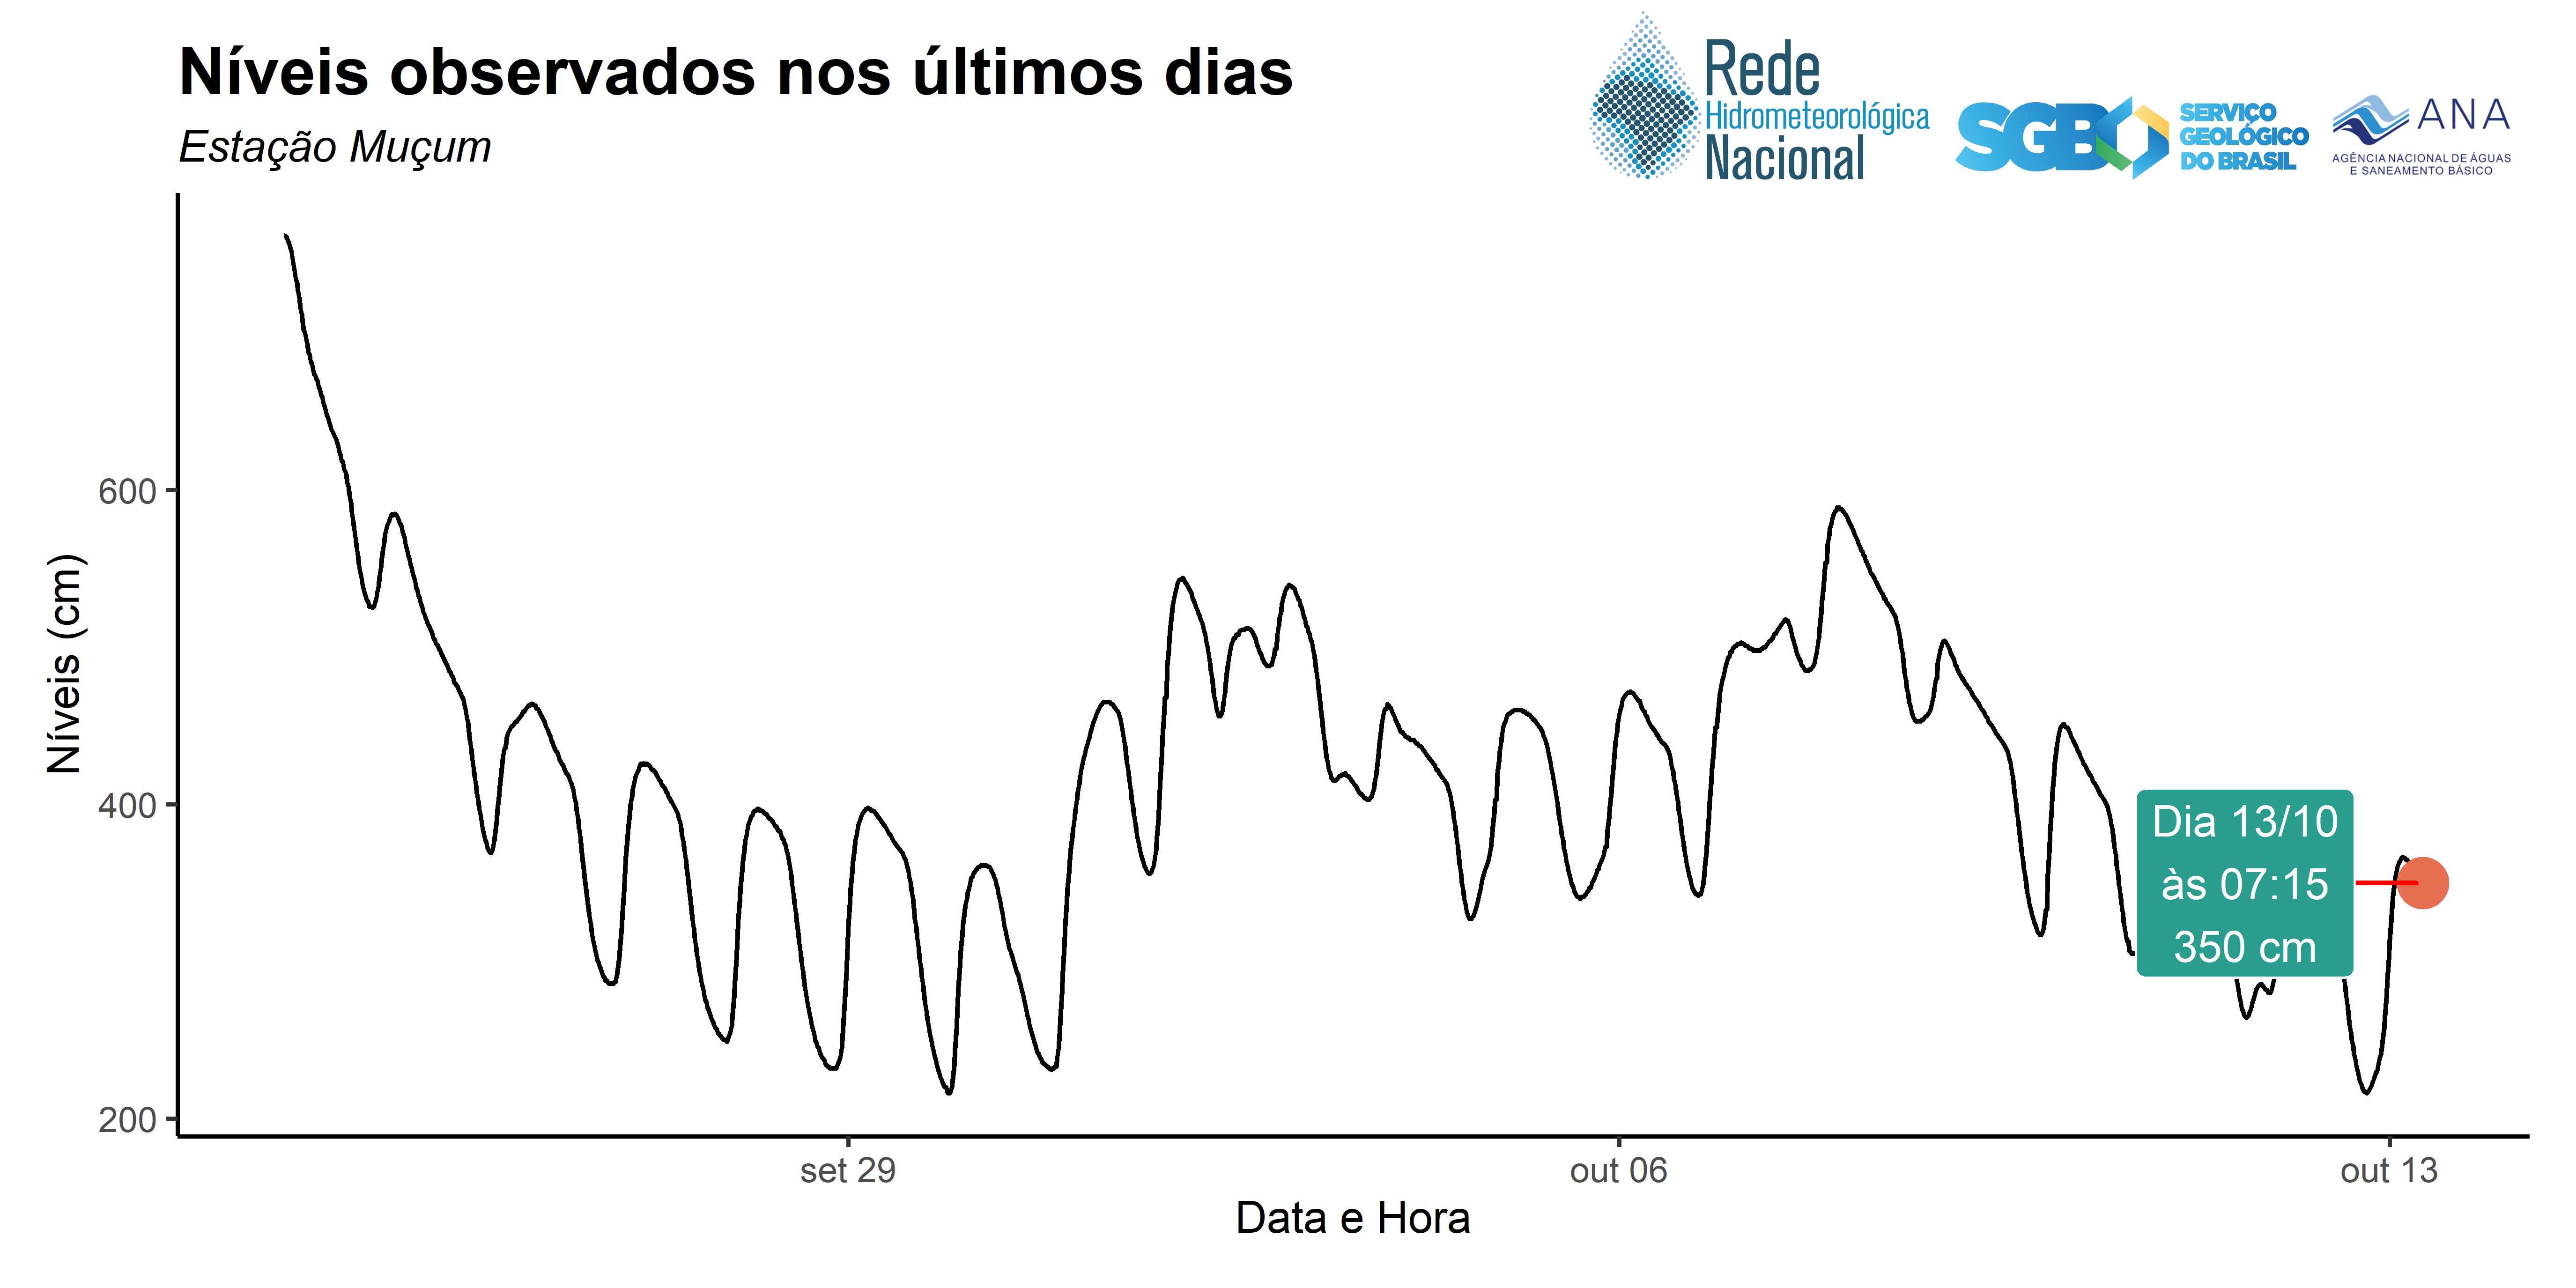 Níveis observados nos últimos dias
Estação Muçum
Rede
Hidrometeorológica
Nacional
SGB
SERVIÇO
GEOLÓGICO
DO BRASIL
ANA
AGÊNCIA NACIONAL DE ÁGUAS
E SANEAMENTO BÁSICO
Níveis (cm)
600
400
200
Dia 13/10
às 07:15
350 cm
set 29
out 06
out 13
Data e Hora